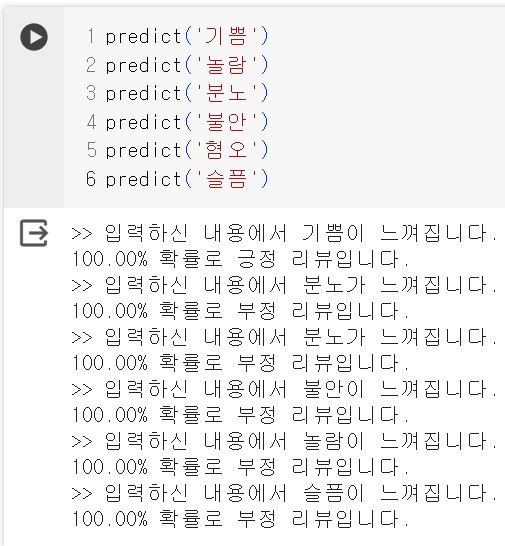 1 predict('기쁨')
2 predict('놀람')
3 predict('분노')
4 predict('불안')
5 predict('혐오')
6 predict('슬픔')
>> 입력하신 내용에서 기쁨이 느껴집니다.
100.00% 확률로 긍정 리뷰입니다.
>> 입력하신 내용에서 분노가 느껴집니다.
100.00% 확률로 부정 리뷰입니다.
>> 입력하신 내용에서 분노가 느껴집니다.
100.00% 확률로 부정 리뷰입니다.
>> 입력하신 내용에서 불안이 느껴집니다.
100.00% 확률로 부정 리뷰입니다.
>> 입력하신 내용에서 놀람이 느껴집니다.
100.00% 확률로 부정 리뷰입니다.
>> 입력하신 내용에서 슬픔이 느껴집니다.
100.00% 확률로 부정 리뷰입니다.